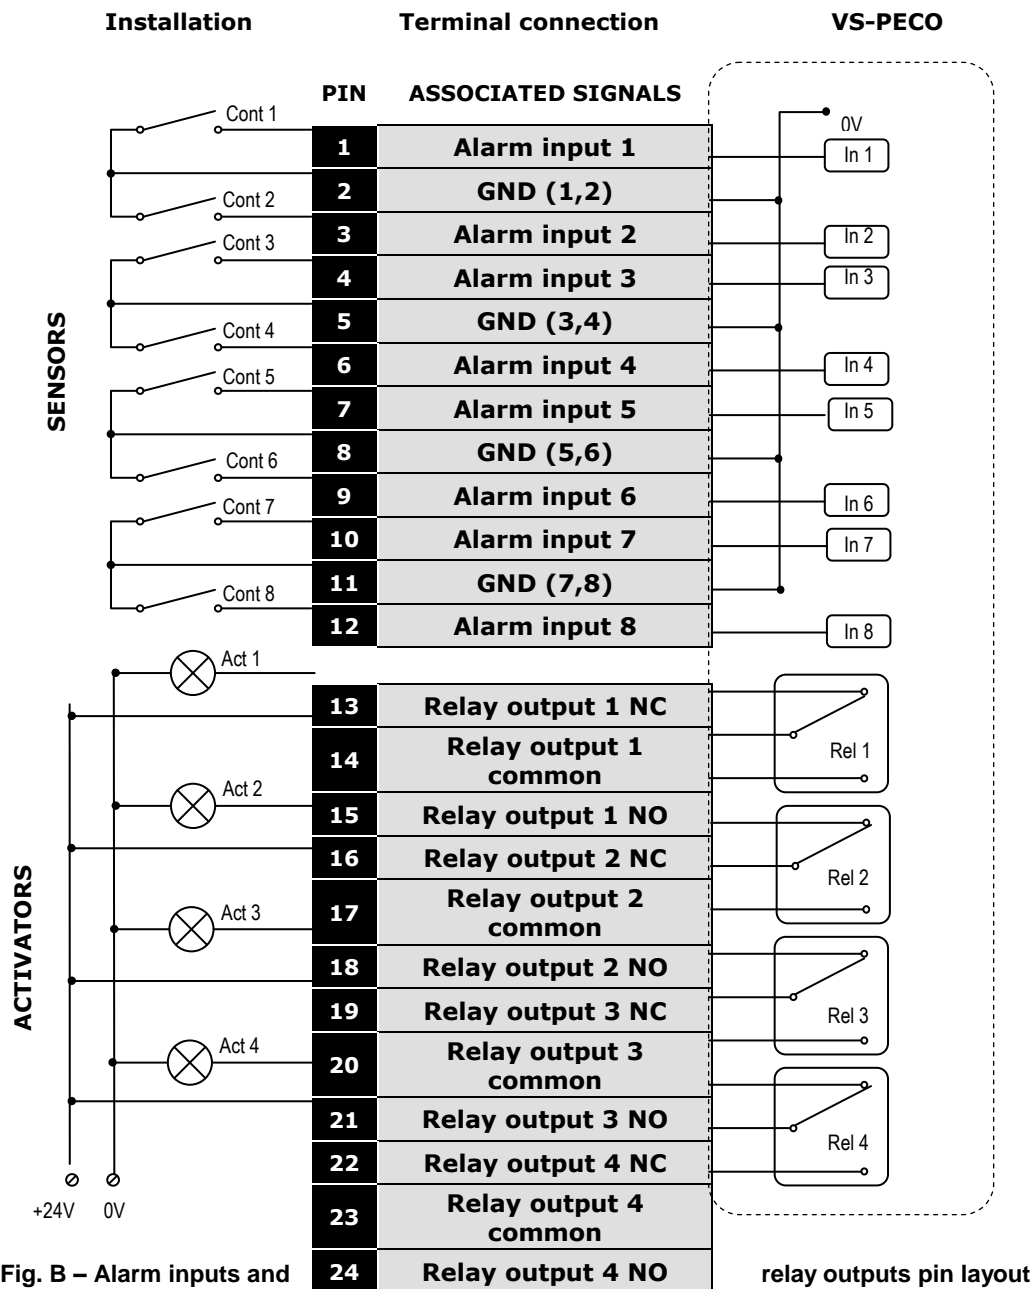 Installation Terminal connection VS-PECO
PIN ASSOCIATED SIGNALS
SENSORS
Cont 1
Cont 2
Cont 3
Cont 4
Cont 5
Cont 6
Cont 7
Cont 8
1 Alarm input 1
2 GND (1,2)
3 Alarm input 2
4 Alarm input 3
5 GND (3,4)
6 Alarm input 4
7 Alarm input 5
8 GND (5,6)
9 Alarm input 6
10 Alarm input 7
11 GND (7,8)
12 Alarm input 8
0V
In 1
In 2
In 3
In 4
In 5
In 6
In 7
In 8
ACTIVATORS
Act 1
Act 2
Act 3
Act 4
+24V 0V
13 Relay output 1 NC
14 Relay output 1
common
15 Relay output 1 NO
16 Relay output 2 NC
17 Relay output 2
common
18 Relay output 2 NO
19 Relay output 3 NC
20 Relay output 3
common
21 Relay output 3 NO
22 Relay output 4 NC
23 Relay output 4
common
24 Relay output 4 NO
Rel 1
Rel 2
Rel 3
Rel 4
Fig. B – Alarm inputs and relay outputs pin layout